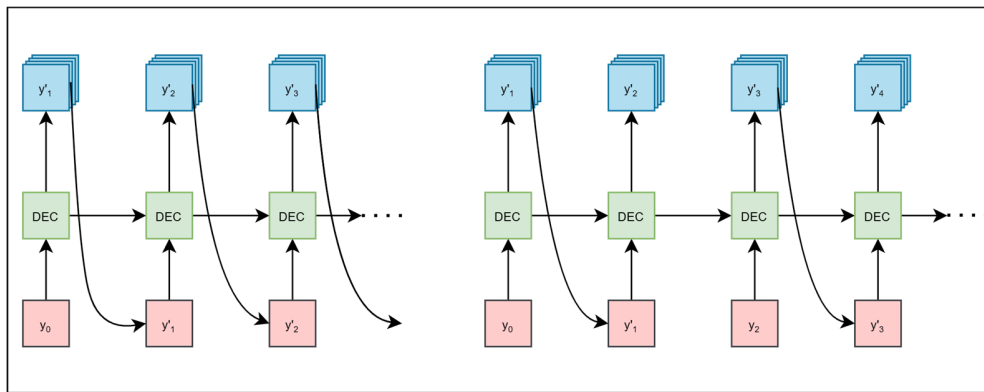 y'₁ y'₂ y'₃ y'₁ y'₂ y'₃ y'₄
DEC DEC DEC .... DEC DEC DEC DEC ....
y₀ y'₁ y'₂ y₀ y'₁ y₂ y'₃